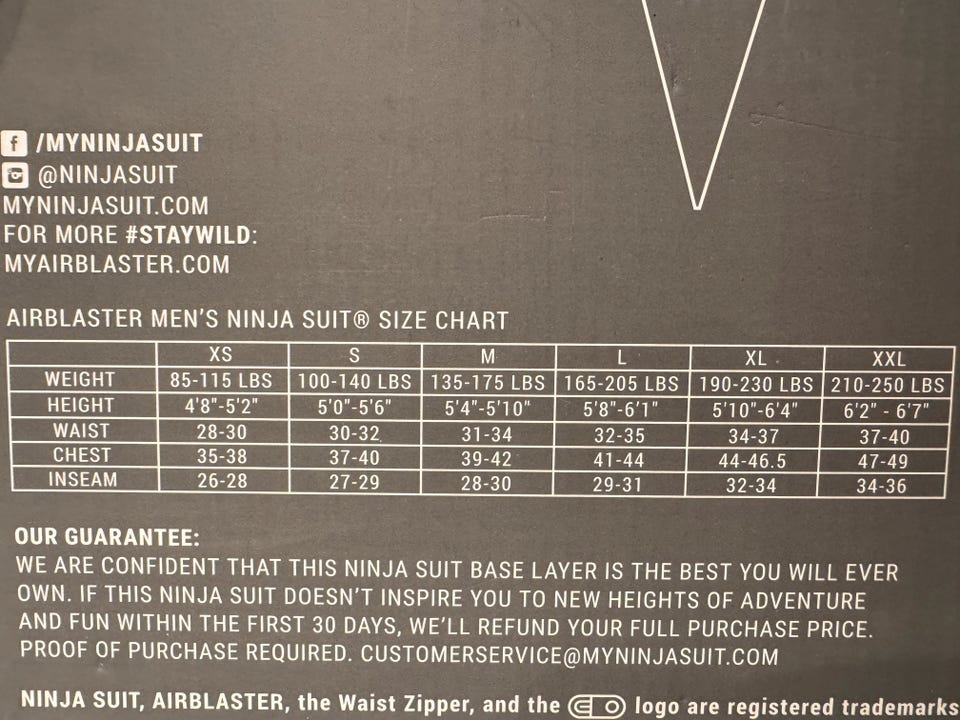 /MYNINJASUIT
@NINJASUIT
MYNINJASUIT.COM
FOR MORE #STAYWILD:
MYAIRBLASTER.COM
AIRBLASTER MEN'S NINJA SUIT® SIZE CHART
XS S M L XL XXL
WEIGHT 85-115 LBS 100-140 LBS 135-175 LBS 165-205 LBS 190-230 LBS 210-250 LBS
HEIGHT 4'8"-5'2" 5'0"-5'6" 5'4"-5'10" 5'8"-6'1" 5'10"-6'4" 6'2" - 6'7"
WAIST 28-30 30-32 31-34 32-35 34-37 37-40
CHEST 35-38 37-40 39-42 41-44 44-46.5 47-49
INSEAM 26-28 27-29 28-30 29-31 32-34 34-36
OUR GUARANTEE:
WE ARE CONFIDENT THAT THIS NINJA SUIT BASE LAYER IS THE BEST YOU WILL EVER
OWN. IF THIS NINJA SUIT DOESN'T INSPIRE YOU TO NEW HEIGHTS OF ADVENTURE
AND FUN WITHIN THE FIRST 30 DAYS, WE'LL REFUND YOUR FULL PURCHASE PRICE.
PROOF OF PURCHASE REQUIRED. CUSTOMERSERVICE@MYNINJASUIT.COM
NINJA SUIT, AIRBLASTER, the Waist Zipper, and the logo are registered trademarks